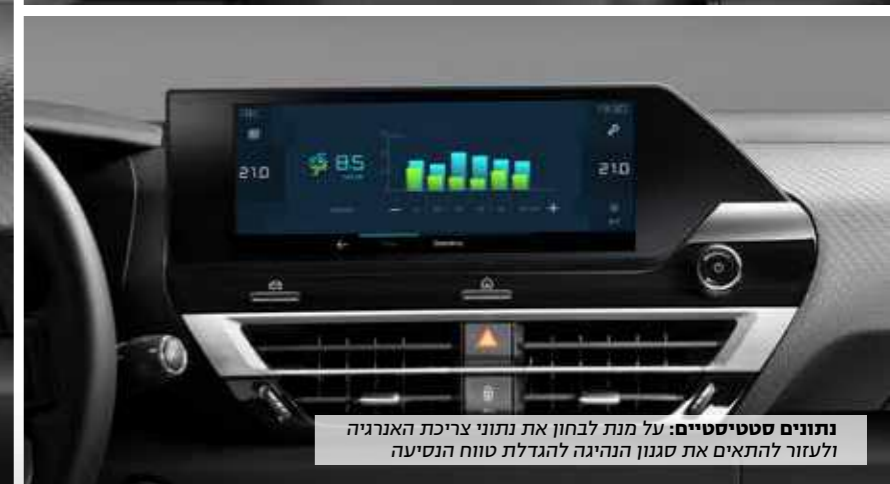 21.0
85
21.0
נתונים סטטיסטיים: על מנת לבחון את נתוני צריכת האנרגיה
ולעזור להתאים את סגנון הנהיגה להגדלת טווח הנסיעה